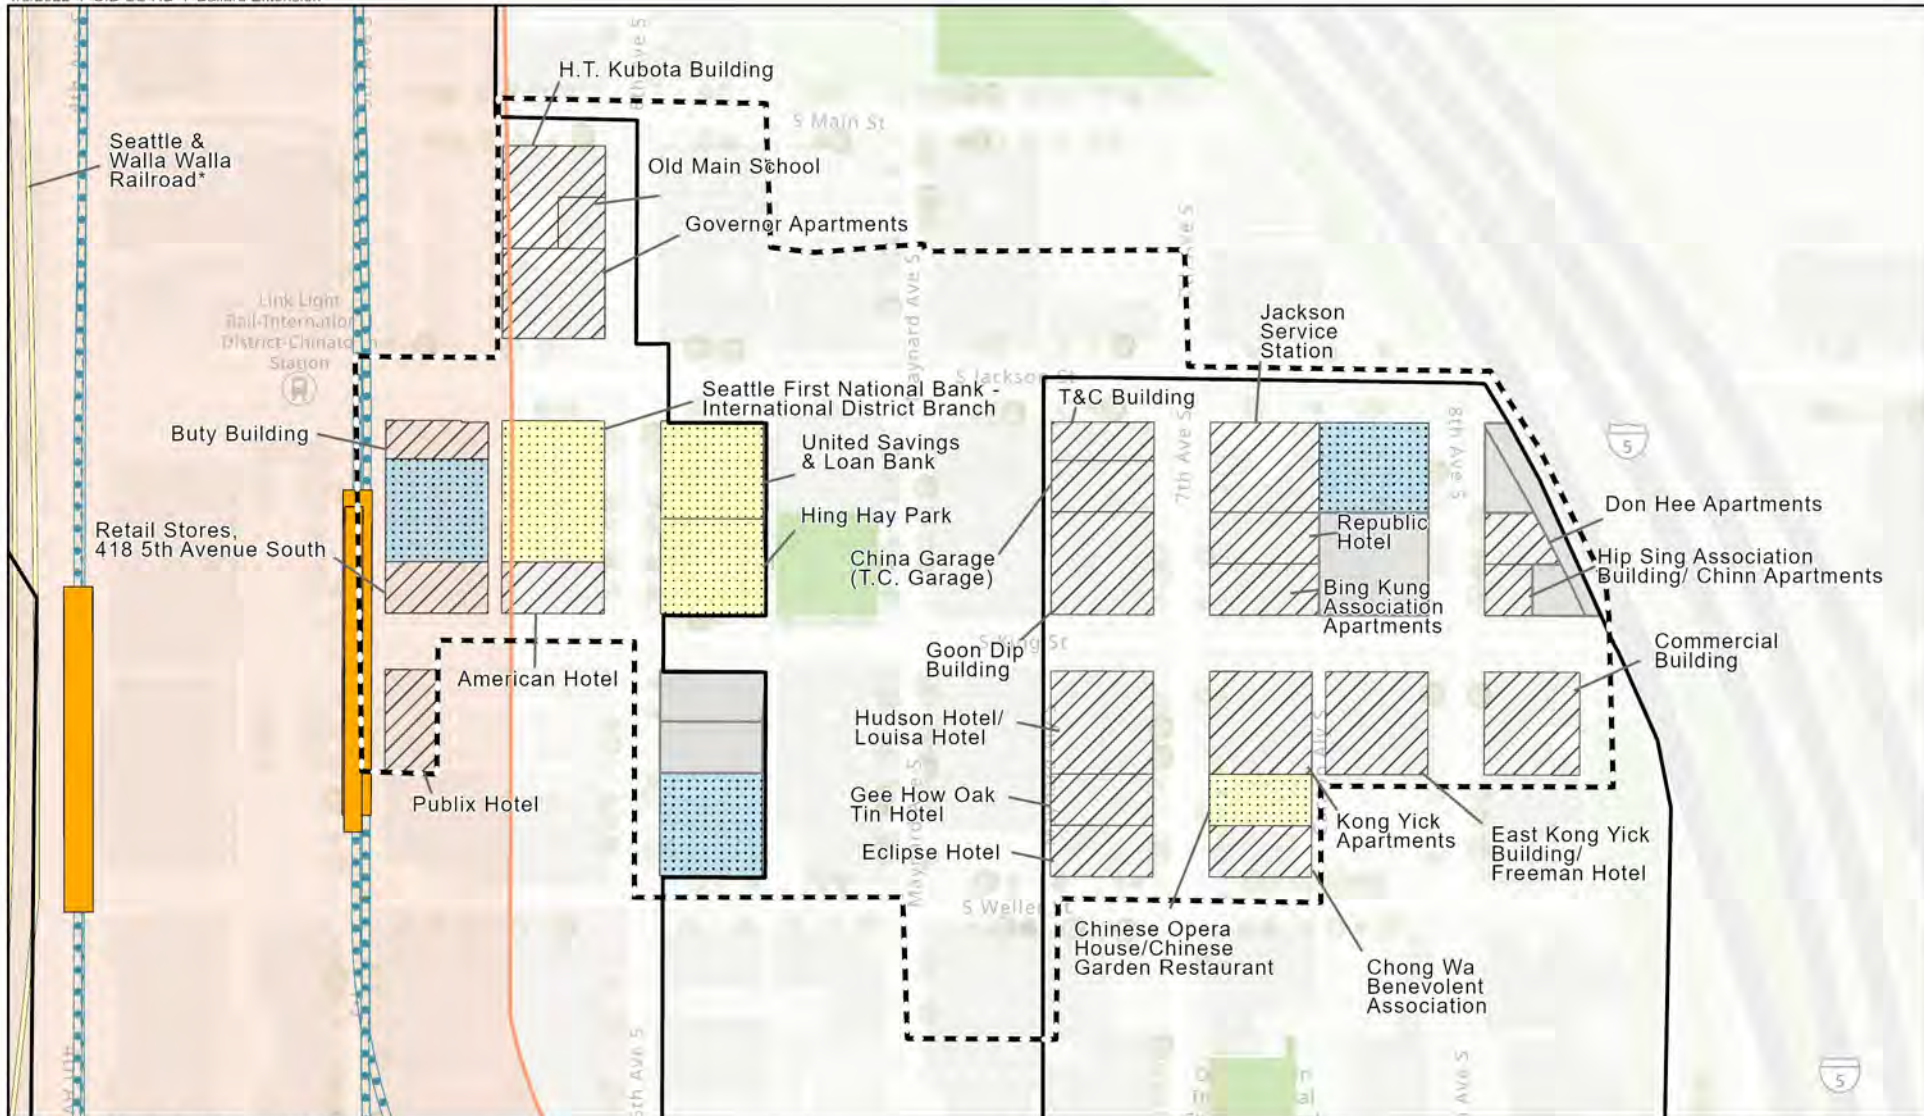 H.T. Kubota Building
Seattle &
Walla Walla
Railroad*
S Main St
Old Main School
Governor Apartments
Maynard Ave S
Link Light
Rail-Internation
District-Chinato n
Station
Jackson
Service
Station
S Jackson St
Seattle First National Bank -
International District Branch
T&C Building
Buty Building
United Savings
& Loan Bank
7th Ave S
8th Ave S
5
Don Hee Apartments
Retail Stores,
418 5th Avenue South
Hing Hay Park
Republic
Hotel
China Garage
(T.C. Garage)
Hip Sing Association
Building/ Chinn Apartments
Bing Kung
Association
Apartments
S King St
Goon Dip
Building
Commercial
Building
American Hotel
Hudson Hotel/
Louisa Hotel
Publix Hotel
Gee How Oak
Tin Hotel
Maynard Ave S
Kong Yick
Apartments
East Kong Yick
Building/
Freeman Hotel
Eclipse Hotel
S Weller St
Chinese Opera
House/Chinese
Garden Restaurant
Chong Wa
Benevolent
Association
6th Ave S
5